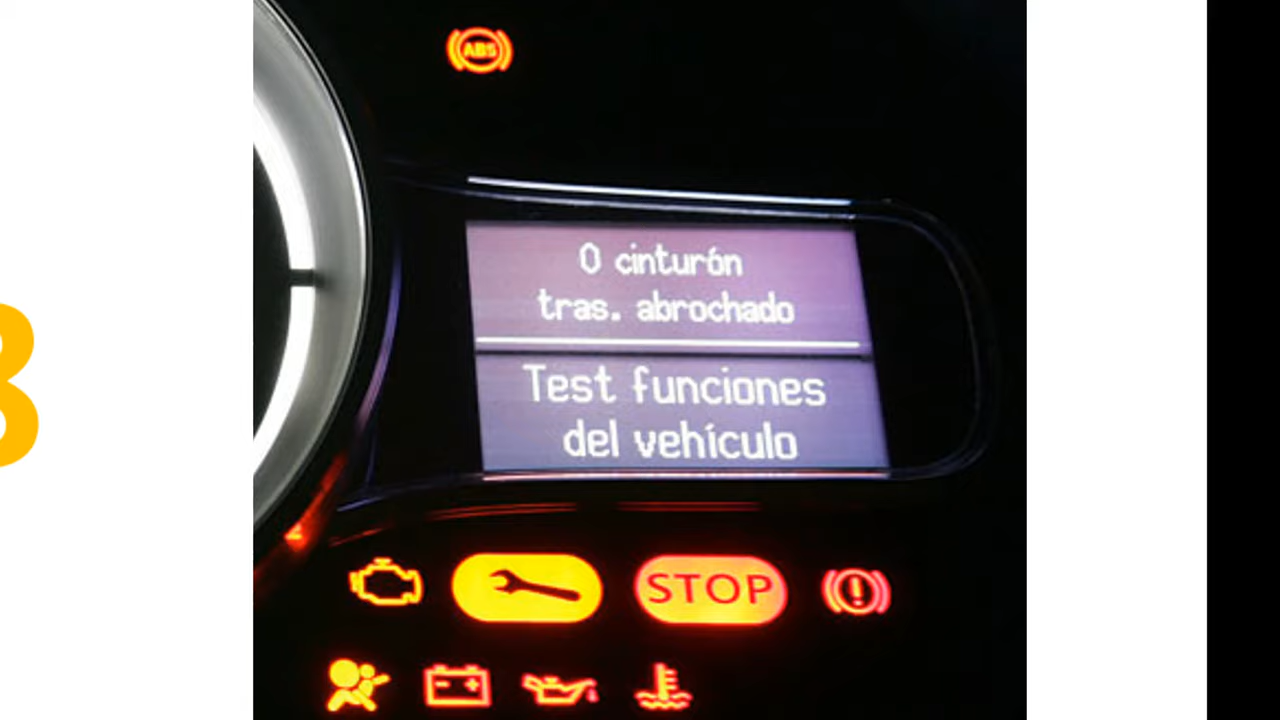 ABS
0 cinturón
tras. abrochado
Test funciones
del vehículo
STOP